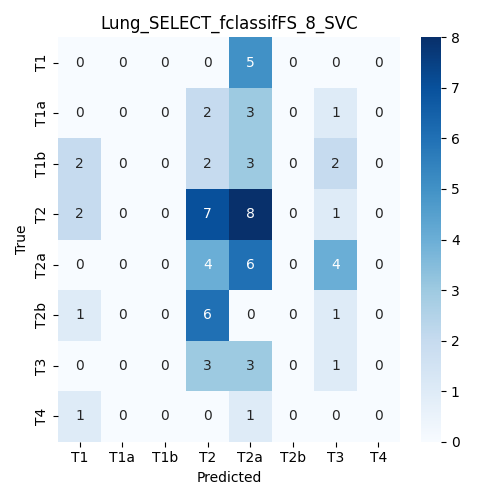 Lung_SELECT_fclassifFS_8_SVC
T1 0 0 0 0 5 0 0 0
T1a 0 0 0 2 3 0 1 0
T1b 2 0 0 2 3 0 2 0
T2 2 0 0 7 8 0 1 0
T2a 0 0 0 4 6 0 4 0
T2b 1 0 0 6 0 0 1 0
T3 0 0 0 3 3 0 1 0
T4 1 0 0 0 1 0 0 0
T1 T1a T1b T2 T2a T2b T3 T4
Predicted
True
8
7
6
5
4
3
2
1
0